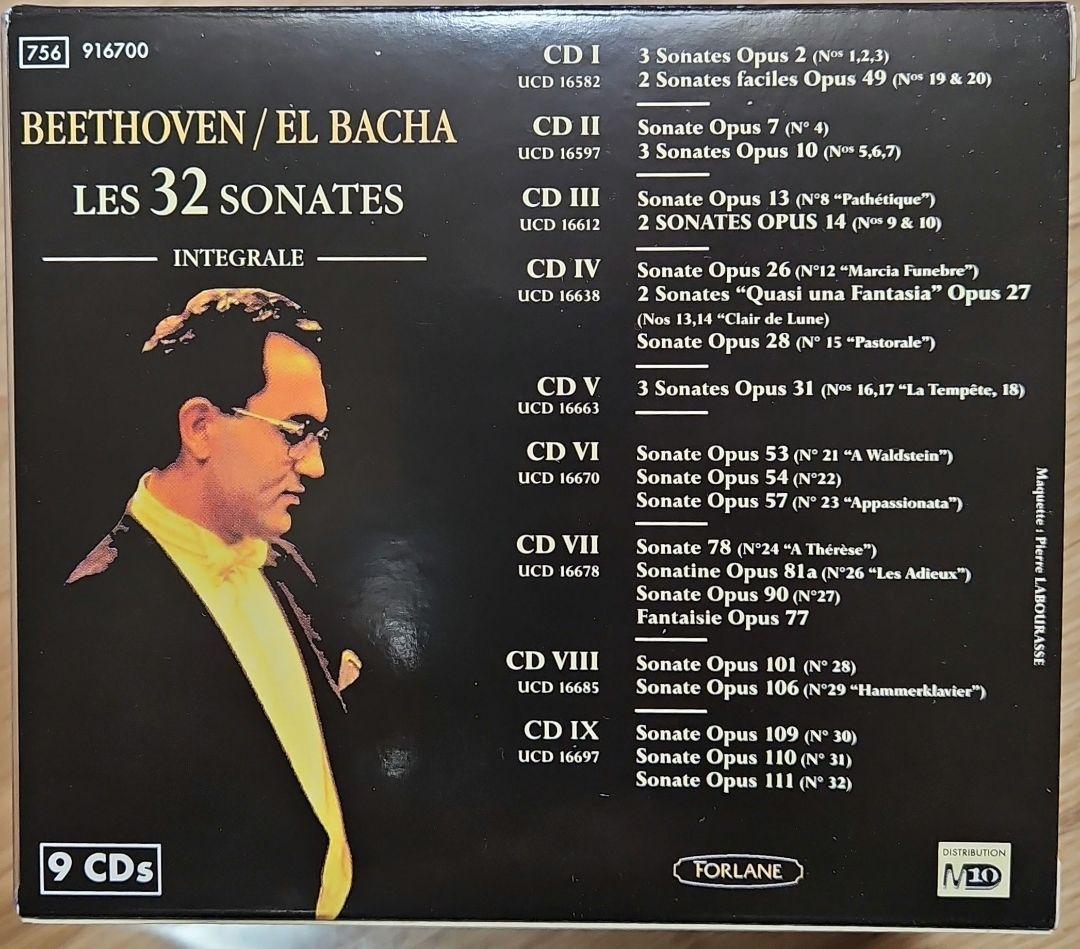 756 916700
BEETHOVEN / EL BACHA
LES 32 SONATES
INTEGRALE
CD I
UCD 16582
3 Sonates Opus 2 (Nos 1,2,3)
2 Sonates faciles Opus 49 (Nos 19 & 20)
CD II
UCD 16597
Sonate Opus 7 (N° 4)
3 Sonates Opus 10 (Nos 5,6,7)
CD III
UCD 16612
Sonate Opus 13 (N°8 “Pathétique”)
2 SONATES OPUS 14 (Nos 9 & 10)
CD IV
UCD 16638
Sonate Opus 26 (N°12 “Marcia Funebre”)
2 Sonates “Quasi una Fantasia” Opus 27
(Nos 13,14 “Clair de Lune)
Sonate Opus 28 (N° 15 “Pastorale”)
CD V
UCD 16663
3 Sonates Opus 31 (Nos 16,17 “La Tempête, 18)
CD VI
UCD 16670
Sonate Opus 53 (N° 21 “A Waldstein”)
Sonate Opus 54 (N°22)
Sonate Opus 57 (N° 23 “Appassionata”)
CD VII
UCD 16678
Sonate 78 (N°24 “A Thérèse”)
Sonatine Opus 81a (N°26 “Les Adieux”)
Sonate Opus 90 (N°27)
Fantaisie Opus 77
CD VIII
UCD 16685
Sonate Opus 101 (N° 28)
Sonate Opus 106 (N°29 “Hammerklavier”)
CD IX
UCD 16697
Sonate Opus 109 (N° 30)
Sonate Opus 110 (N° 31)
Sonate Opus 111 (N° 32)
Maquette : Pierre LABOURASSE
9 CDs
FORLANE
DISTRIBUTION
M10